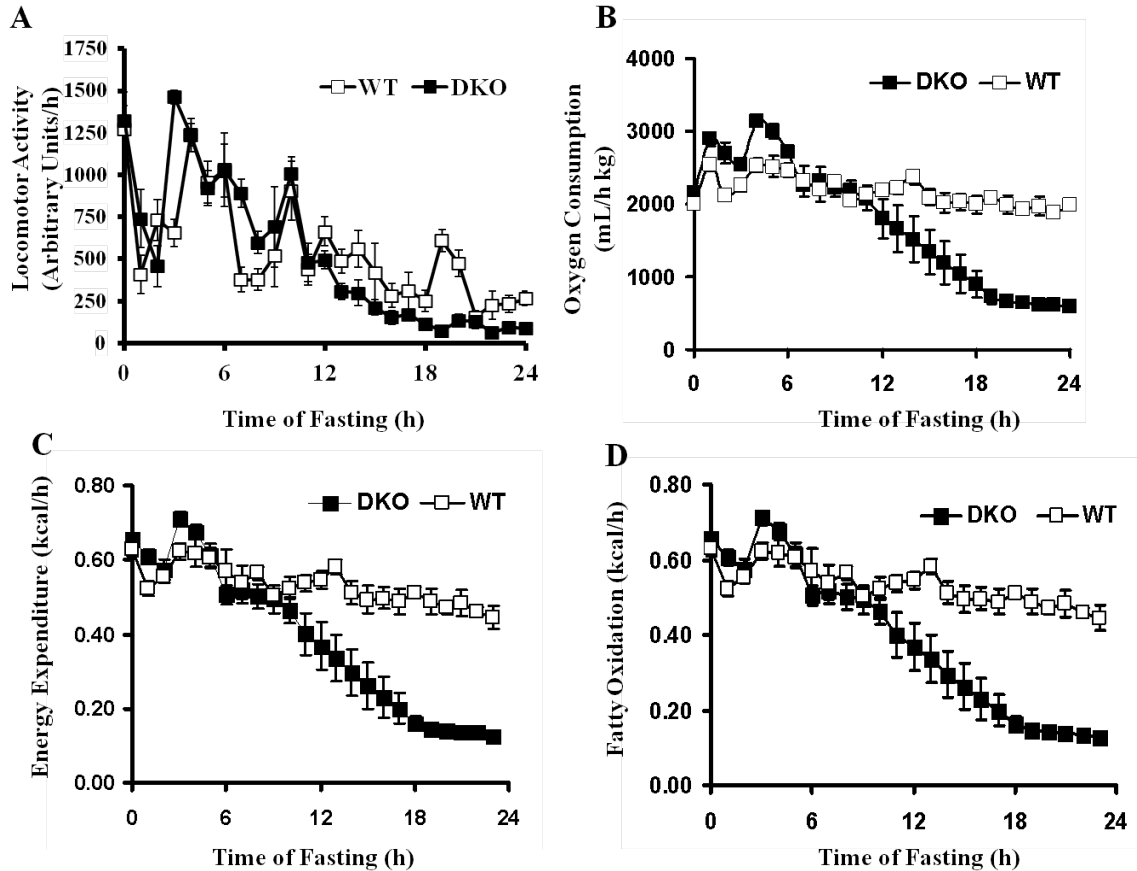 A
1750
1500
1250
1000
750
500
250
0
Locomotor Activity
(Arbitrary Units/h)
WT DKO
0 6 12 18 24
Time of Fasting (h)
B
4000
3000
2000
1000
0
Oxygen Consumption
(mL/h kg)
DKO WT
0 6 12 18 24
Time of Fasting (h)
C
0.80
0.60
0.40
0.20
0.00
Energy Expenditure (kcal/h)
DKO WT
0 6 12 18 24
Time of Fasting (h)
D
0.80
0.60
0.40
0.20
0.00
Fatty Oxidation (kcal/h)
DKO WT
0 6 12 18 24
Time of Fasting (h)